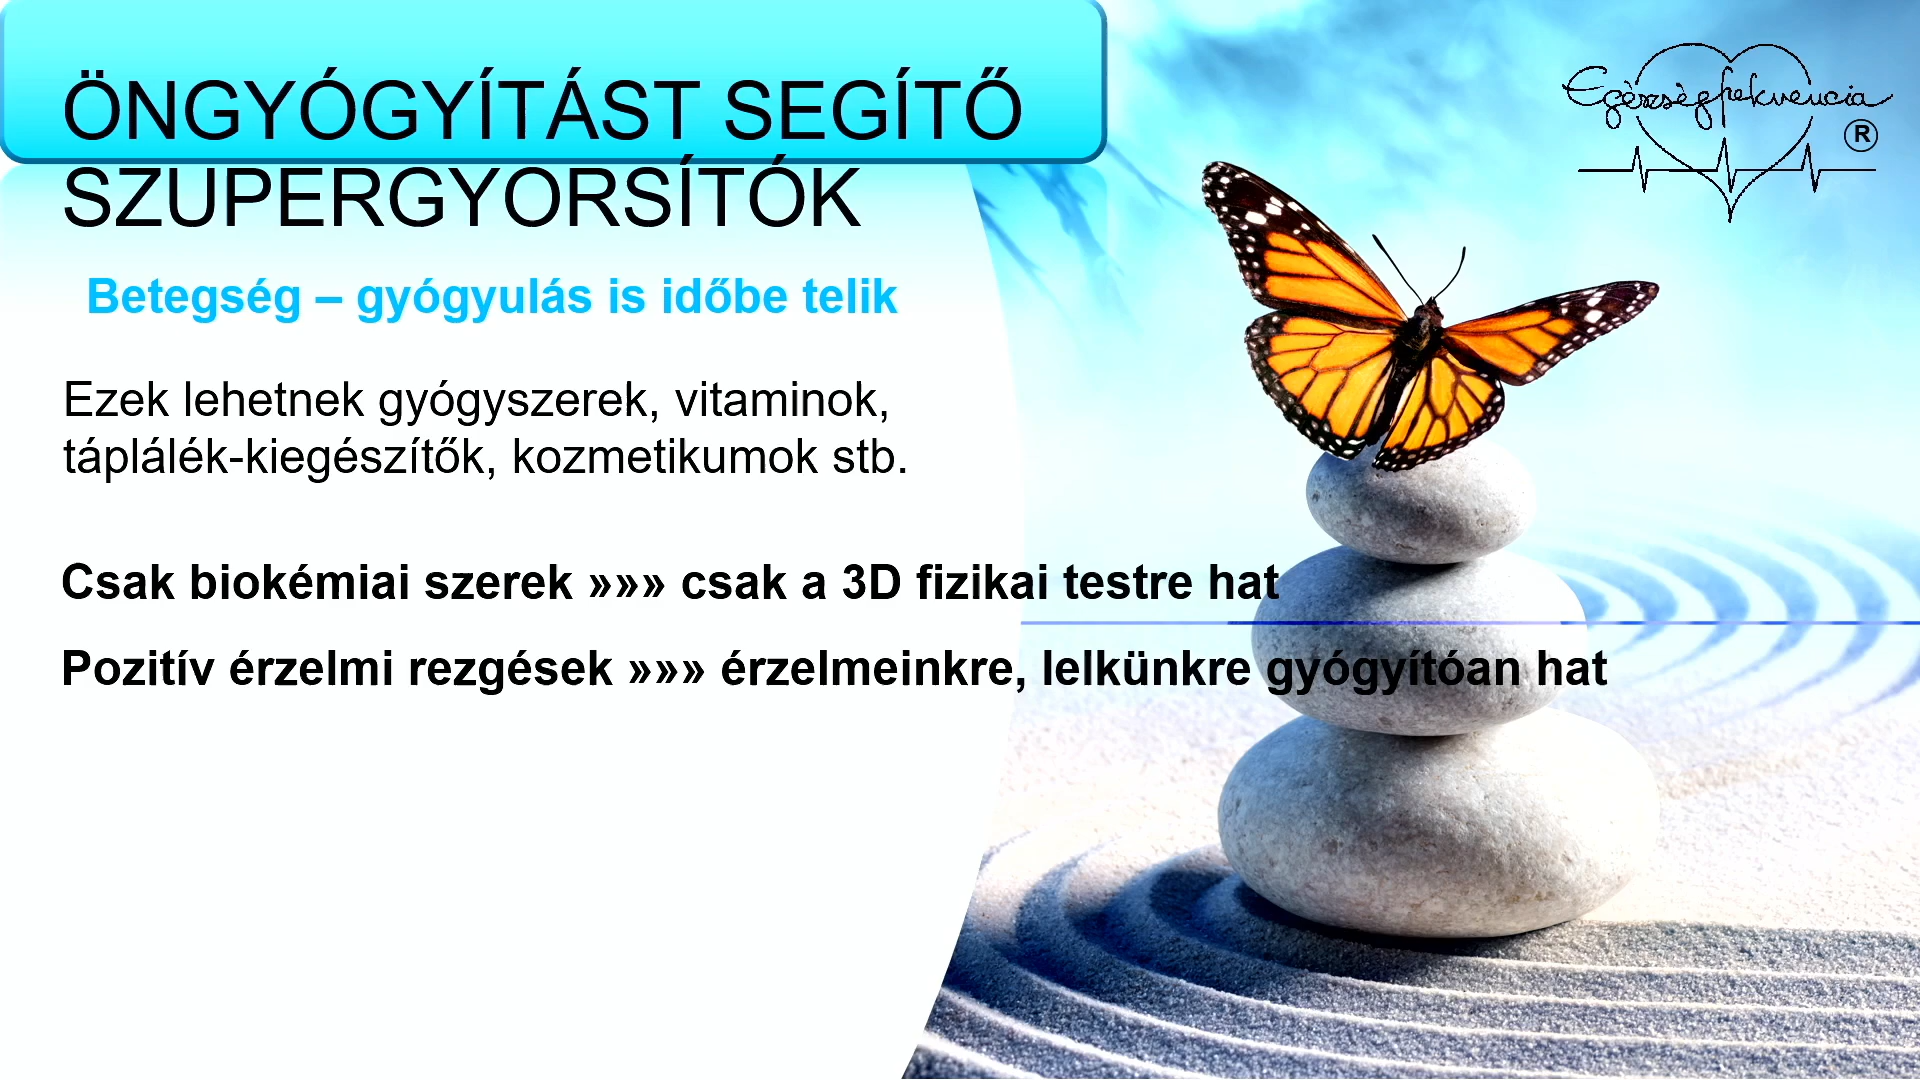 ÖNGYÓGYÍTÁST SEGÍTŐ
SZUPERGYORSÍTÓK
Egészségfrekvencia
®
Betegség – gyógyulás is időbe telik
Ezek lehetnek gyógyszerek, vitaminok,
táplálék-kiegészítők, kozmetikumok stb.
Csak biokémiai szerek »»» csak a 3D fizikai testre hat
Pozitív érzelmi rezgések »»» érzelmeinkre, lelkünkre gyógyítóan hat